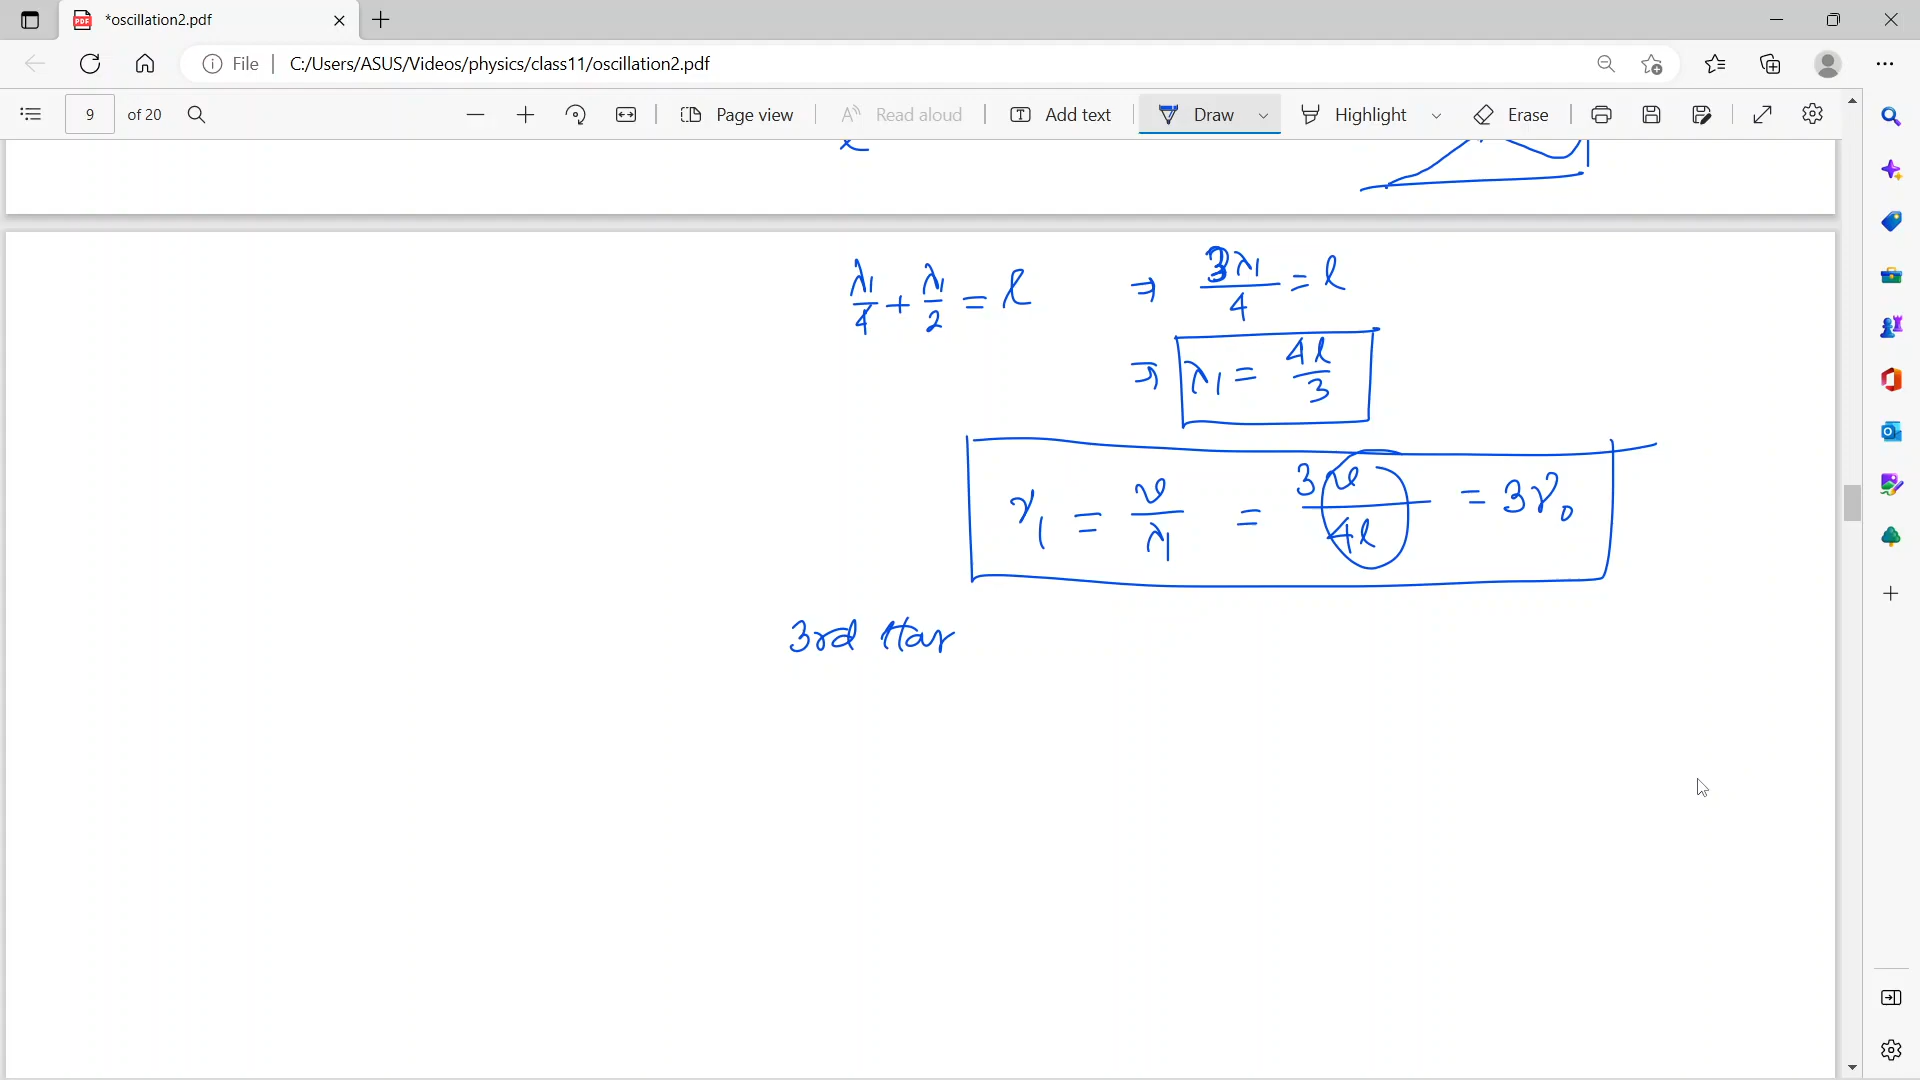 *oscillation2.pdf
File C:/Users/ASUS/Videos/physics/class11/oscillation2.pdf
9 of 20 Page view Read aloud Add text Draw Highlight Erase
l
λ1/4 + λ1/2 = l ⇒ 3λ1/4 = l
⇒ λ1 = 4l/3
ν1 = v/λ1 = 3v/4l = 3ν0
3rd Har